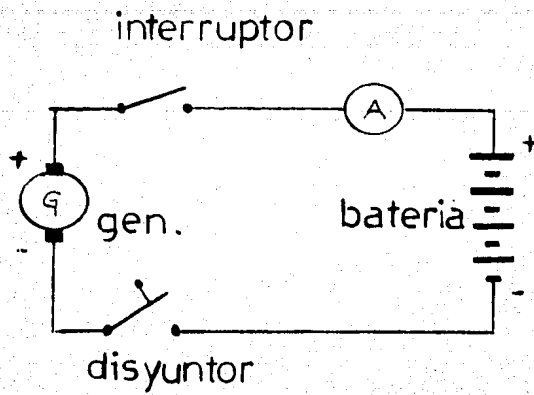 interruptor
A
+
+
G
gen.
bateria
-
-
disyuntor